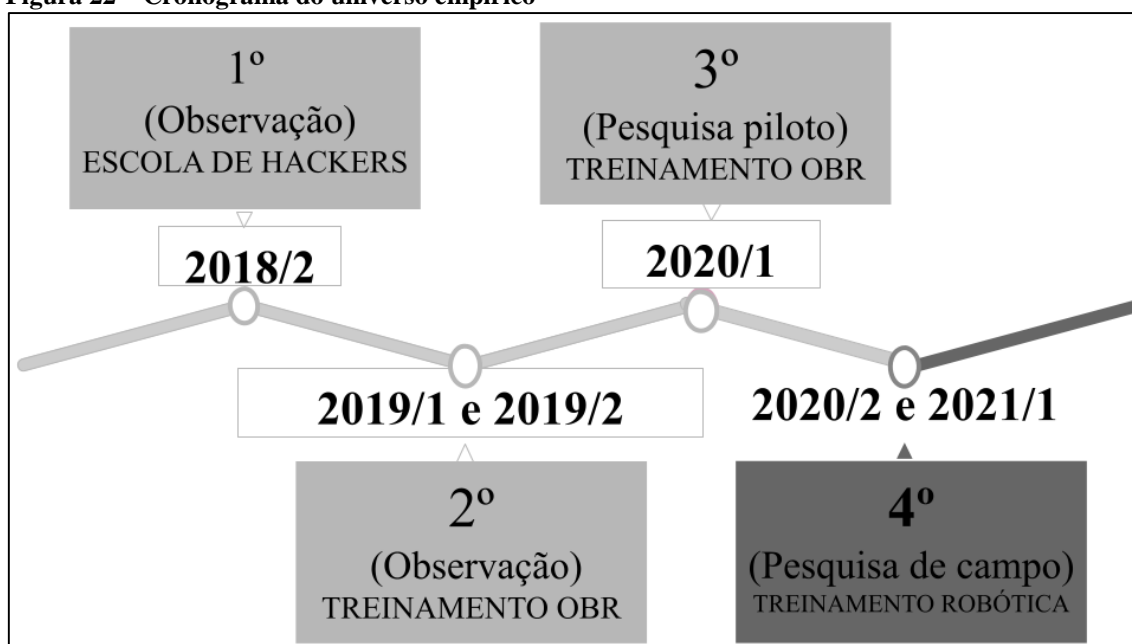 Figura 22 – Cronograma do universo empírico
1º
(Observação)
ESCOLA DE HACKERS
2018/2
3º
(Pesquisa piloto)
TREINAMENTO OBR
2020/1
2019/1 e 2019/2
2º
(Observação)
TREINAMENTO OBR
2020/2 e 2021/1
4º
(Pesquisa de campo)
TREINAMENTO ROBÓTICA